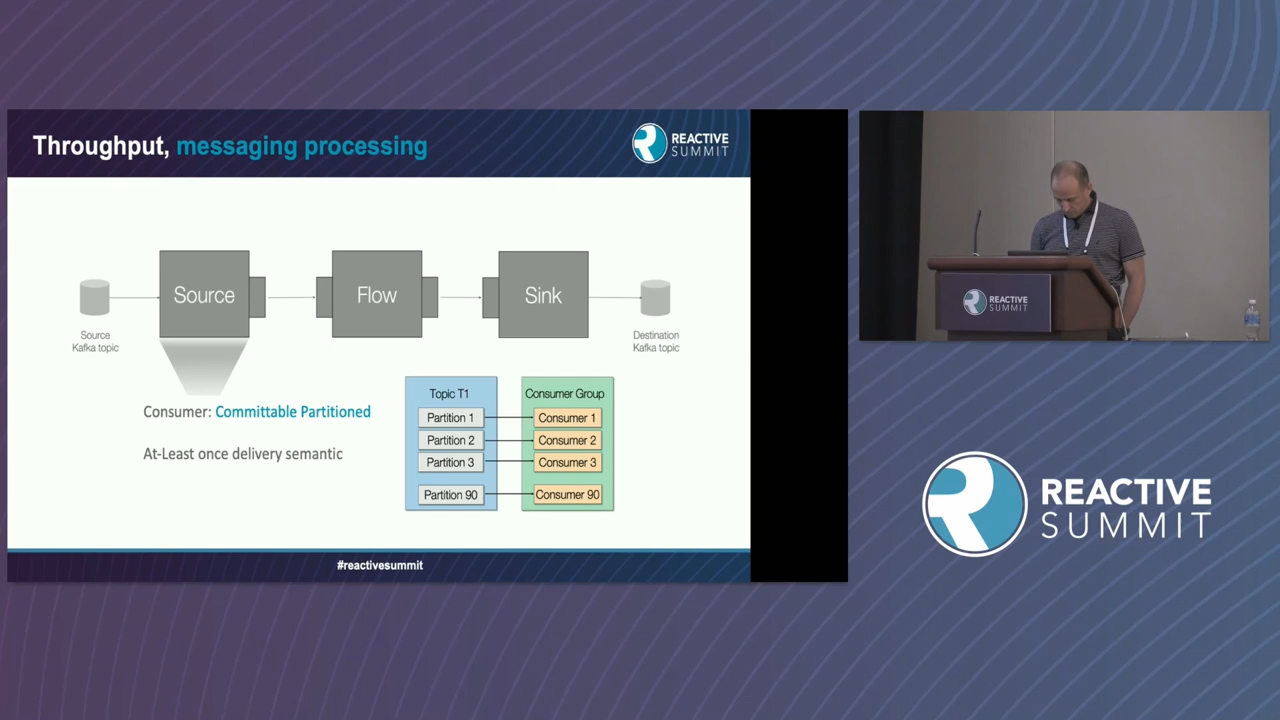 Throughput, messaging processing
REACTIVE
SUMMIT
Source
Flow
Sink
Source
Kafka topic
Destination
Kafka topic
Consumer: Committable Partitioned
At-Least once delivery semantic
Topic T1
Partition 1
Partition 2
Partition 3
Partition 90
Consumer Group
Consumer 1
Consumer 2
Consumer 3
Consumer 90
#reactivesummit
REACTIVE
SUMMIT
REACTIVE
SUMMIT